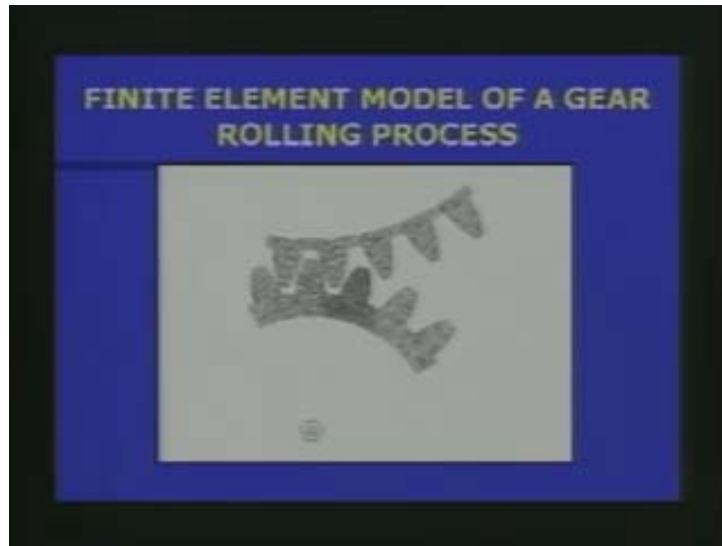 FINITE ELEMENT MODEL OF A GEAR
ROLLING PROCESS